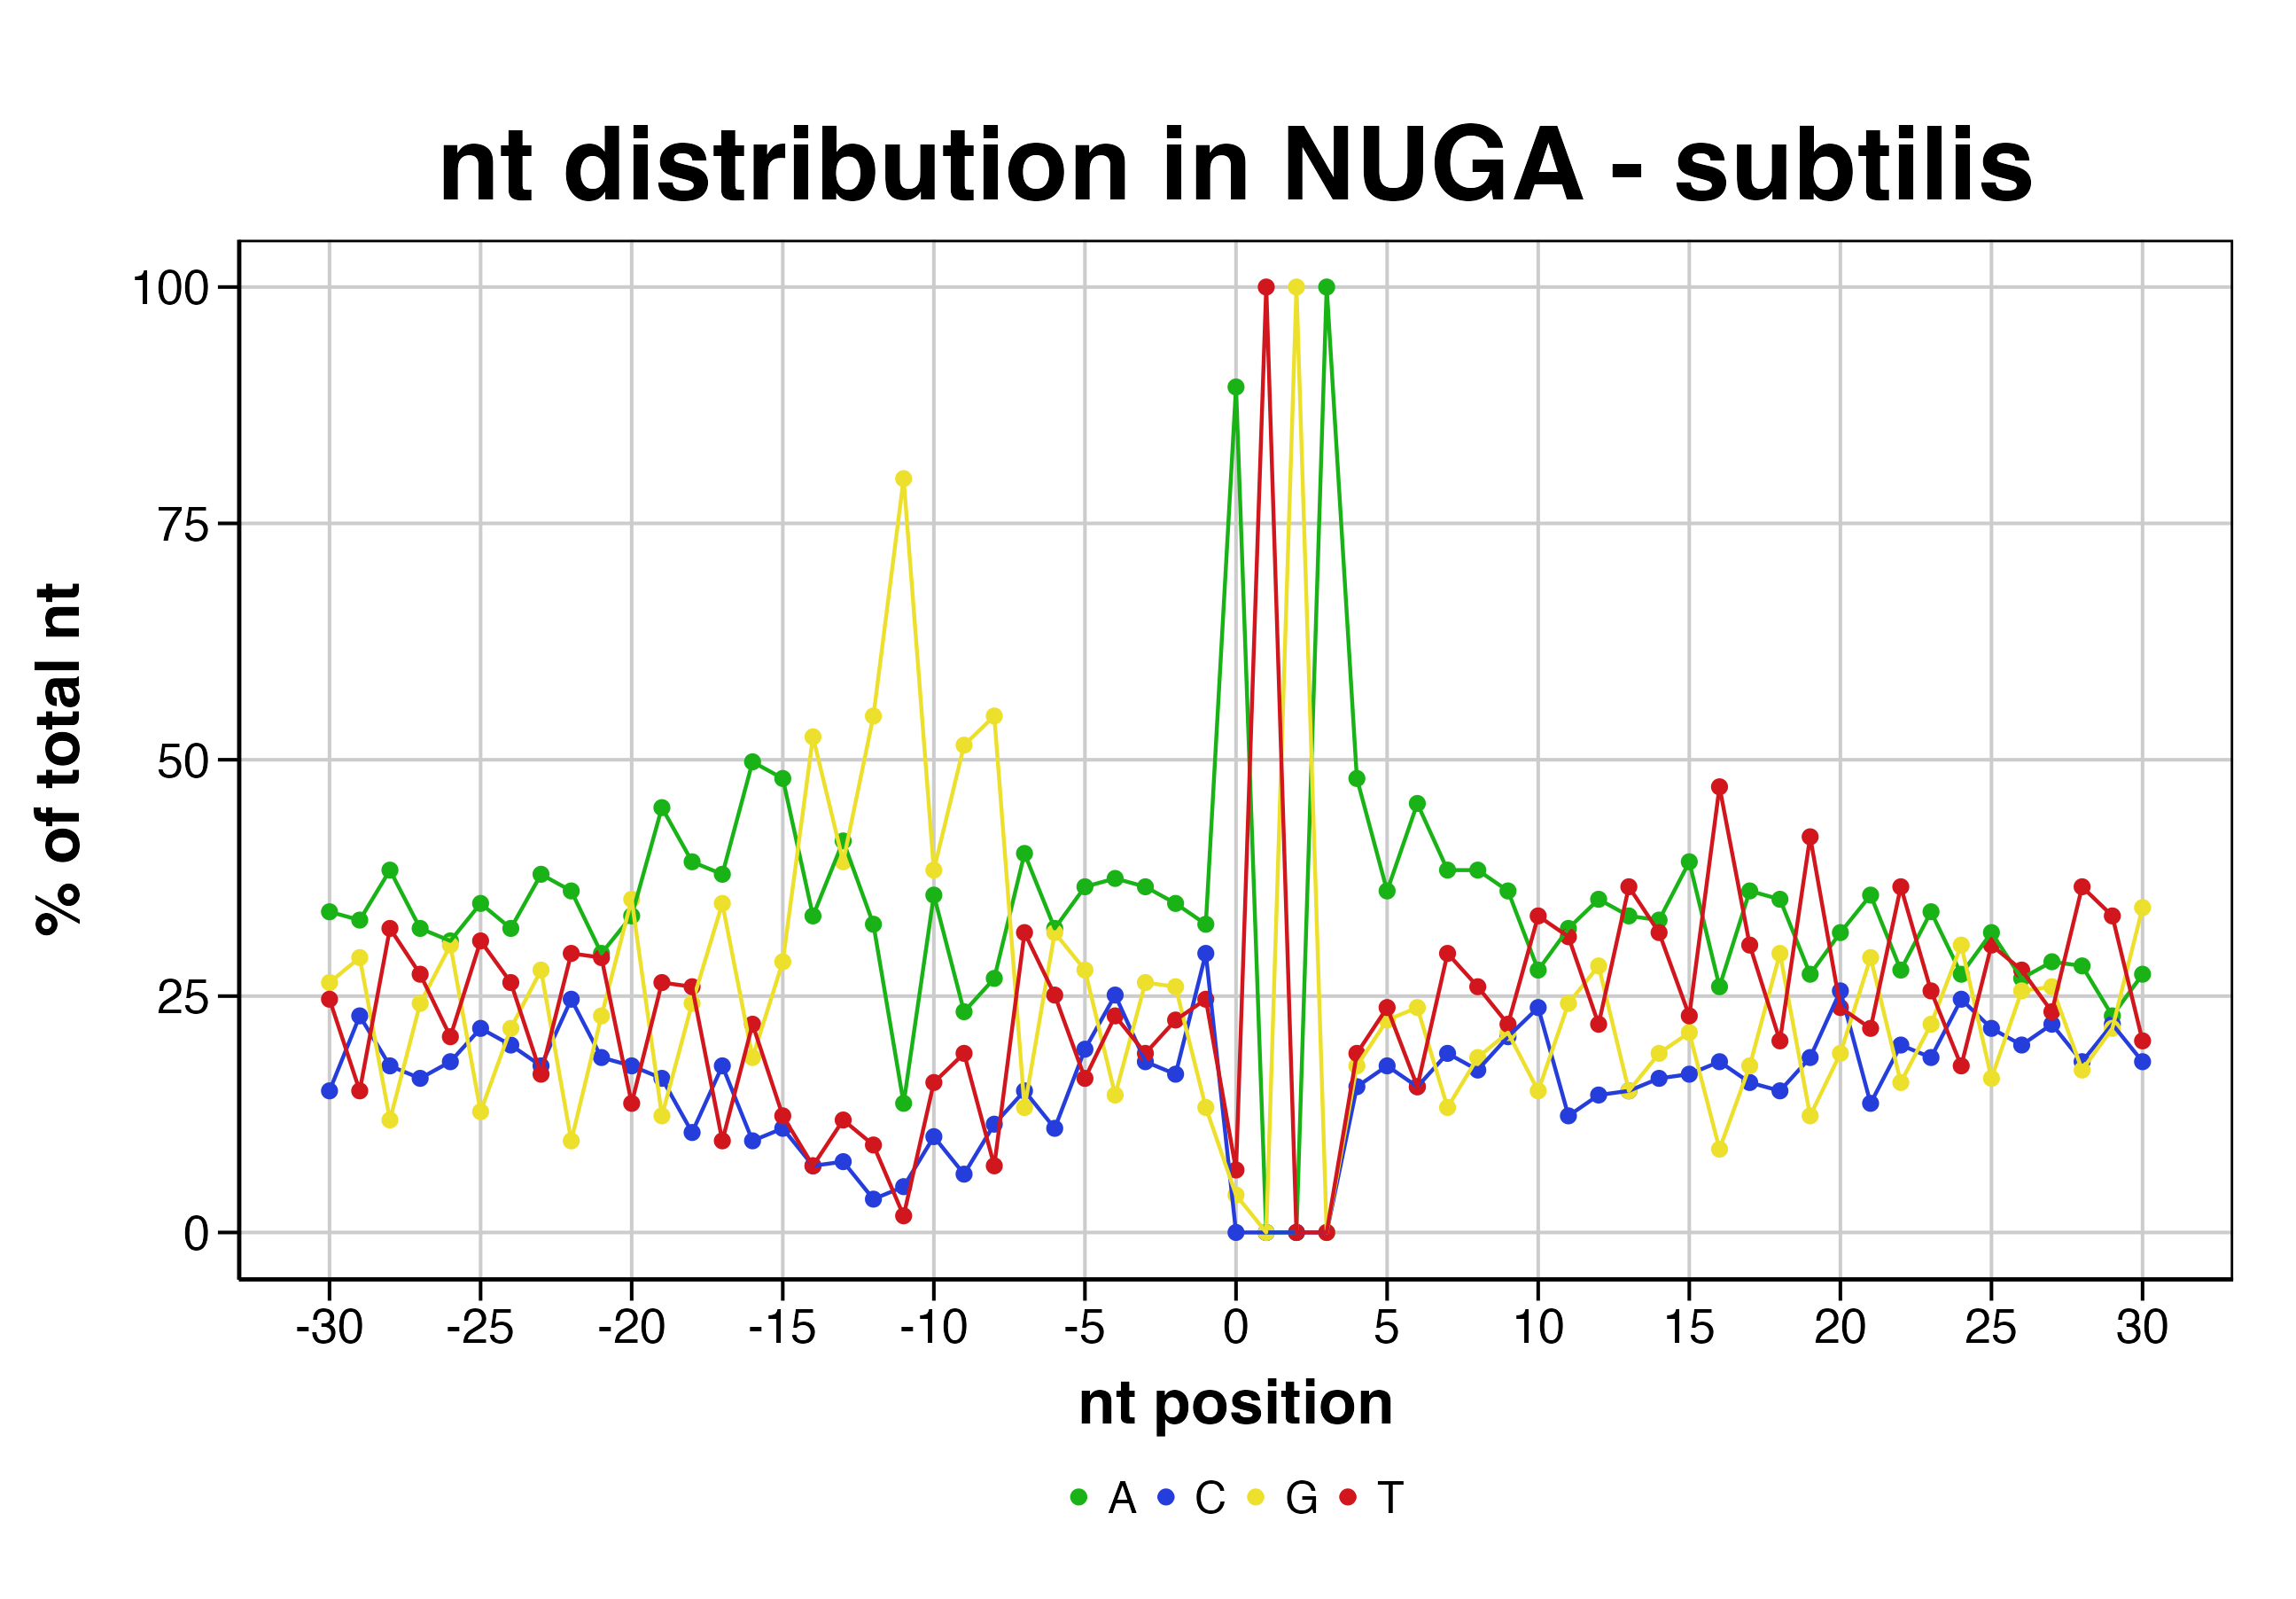 nt distribution in NUGA - subtilis
% of total nt
100
75
50
25
0
-30 -25 -20 -15 -10 -5 0 5 10 15 20 25 30
nt position
A C G T